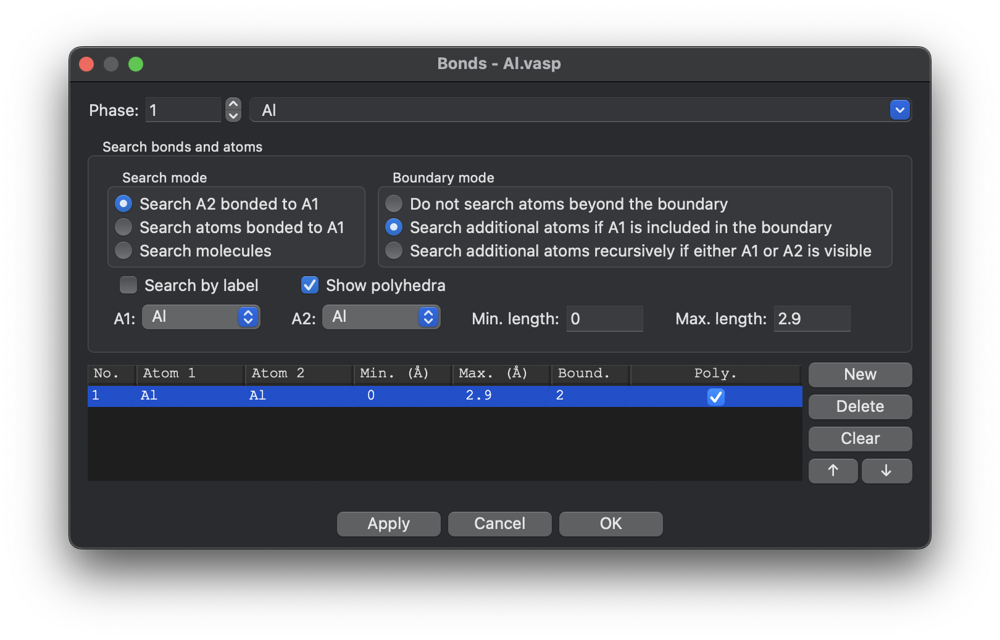 Bonds - Al.vasp
Phase: 1 Al
Search bonds and atoms
Search mode
Search A2 bonded to A1
Search atoms bonded to A1
Search molecules
Boundary mode
Do not search atoms beyond the boundary
Search additional atoms if A1 is included in the boundary
Search additional atoms recursively if either A1 or A2 is visible
Search by label Show polyhedra
A1: Al A2: Al Min. length: 0 Max. length: 2.9
No. Atom 1 Atom 2 Min. (Å) Max. (Å) Bound. Poly.
1 Al Al 0 2.9 2
New
Delete
Clear
↑ ↓
Apply Cancel OK